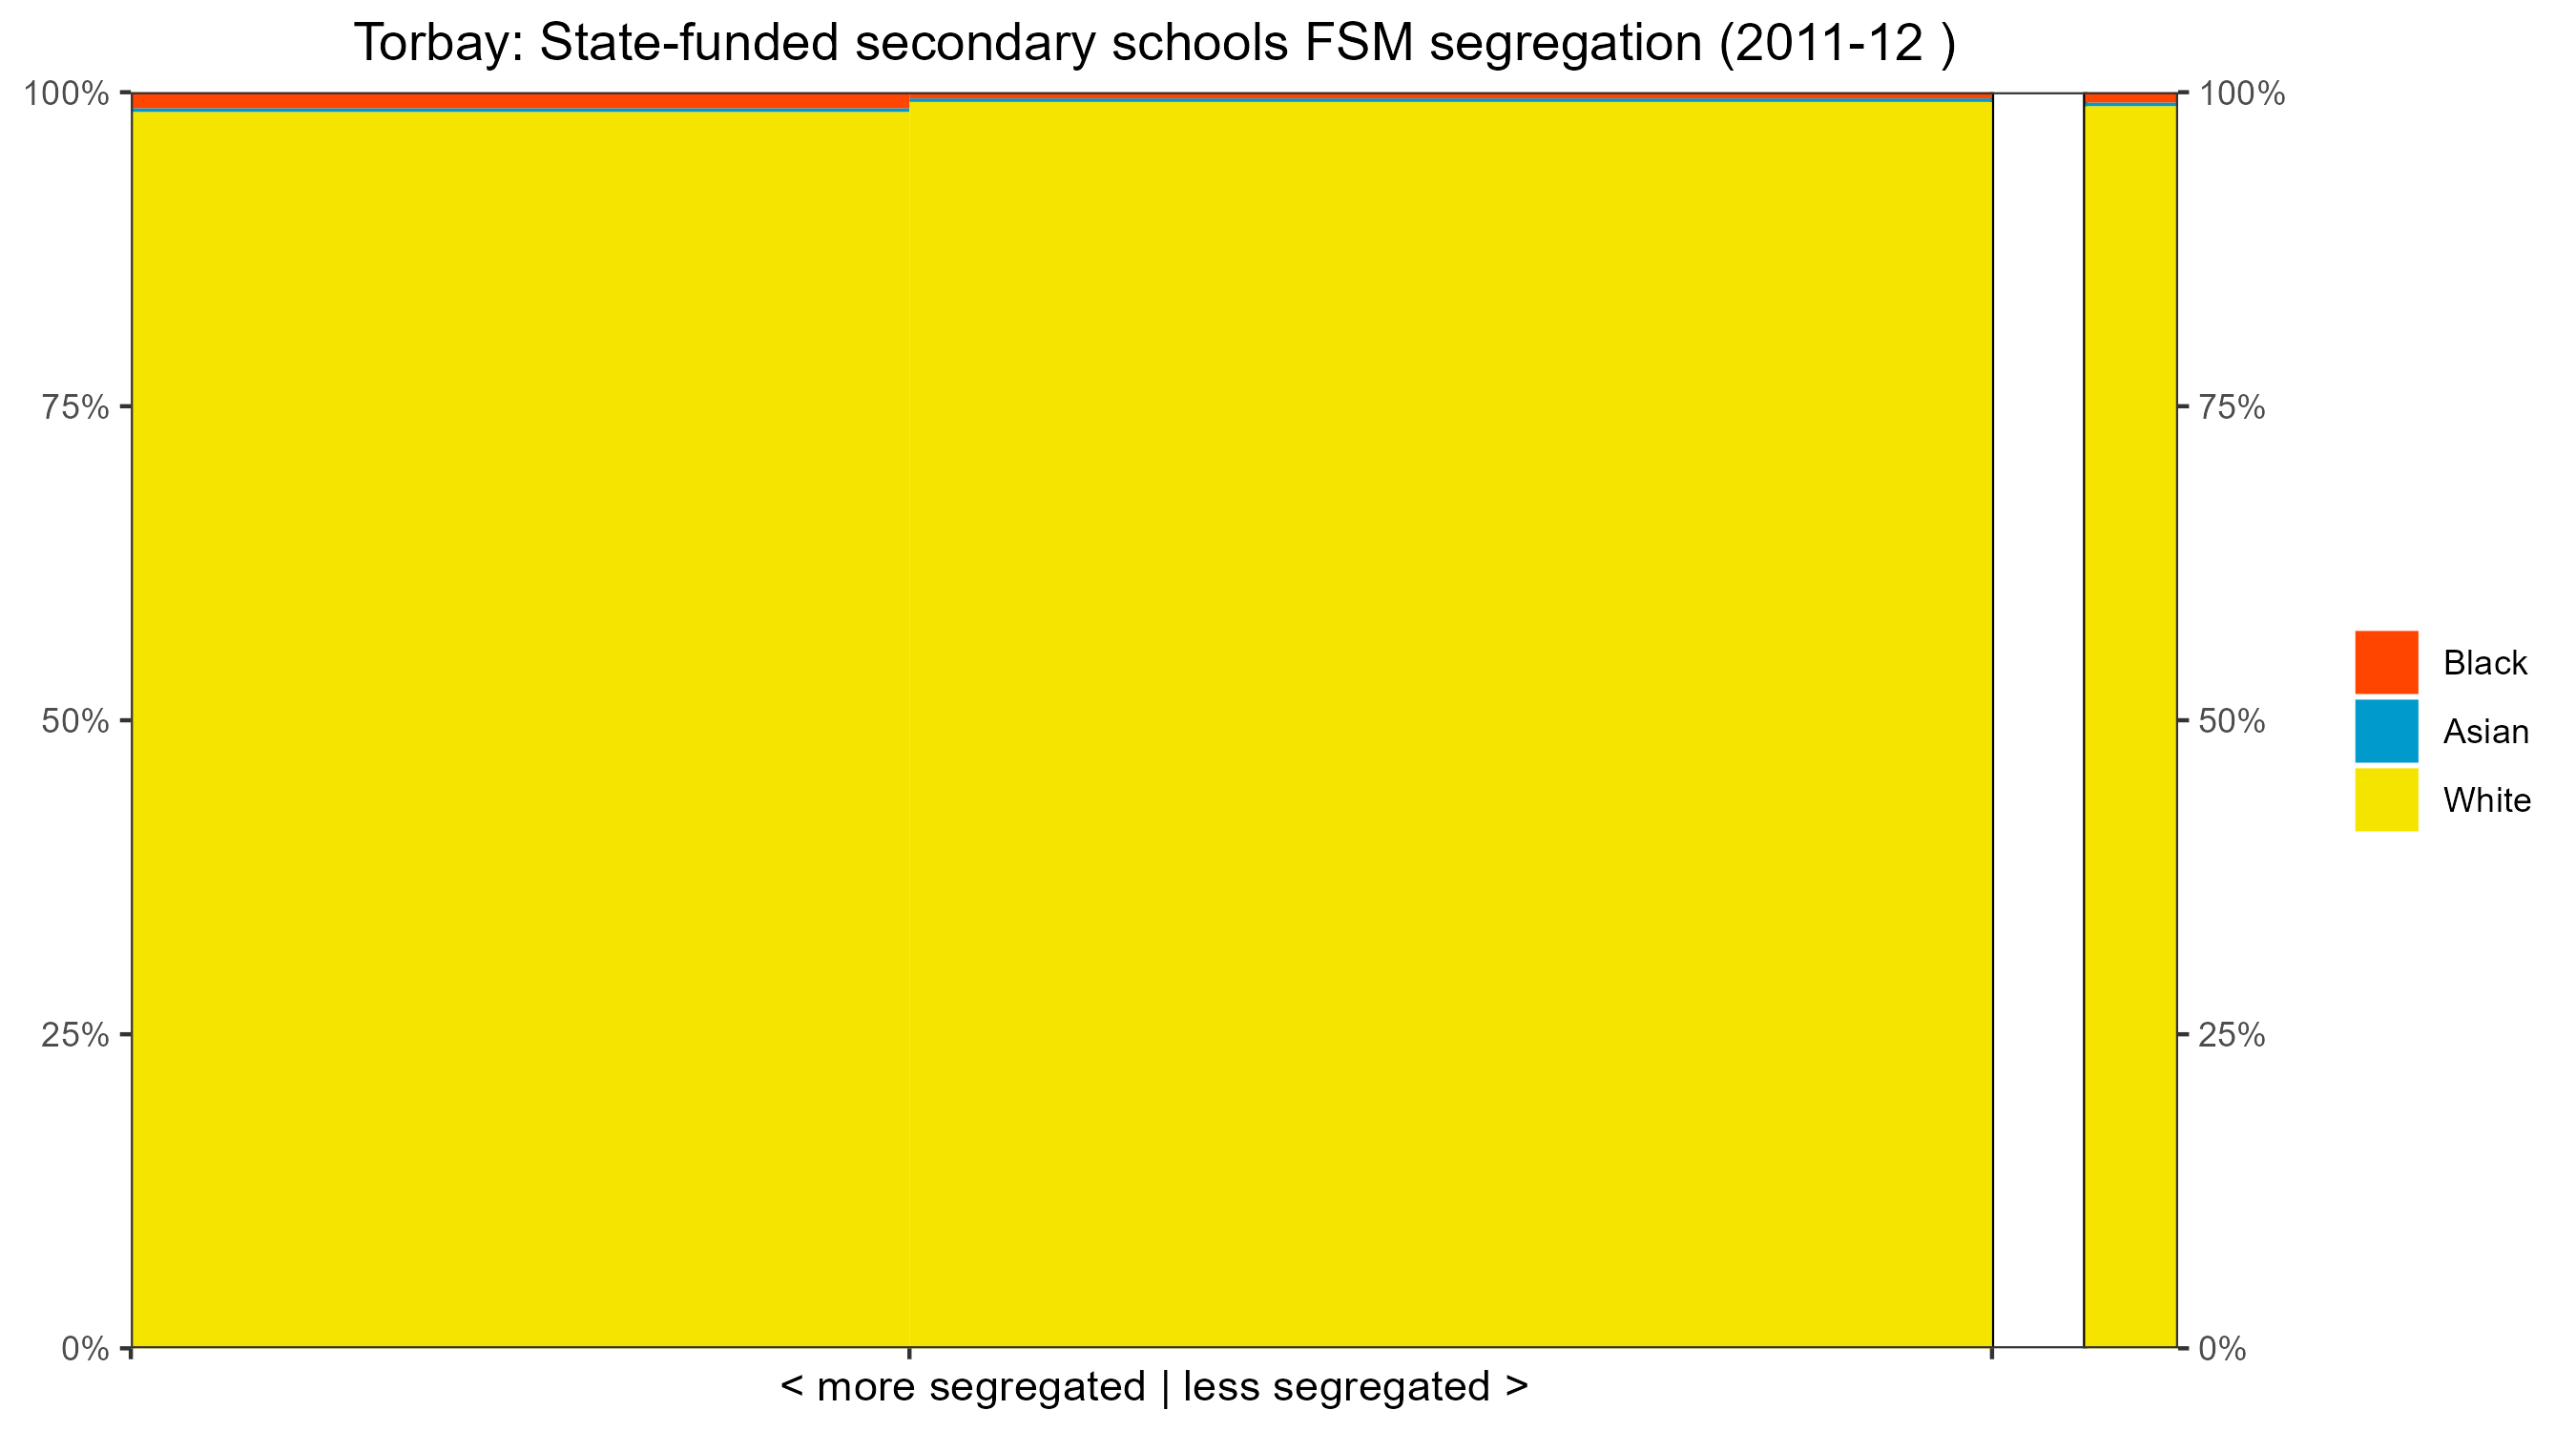 Torbay: State-funded secondary schools FSM segregation (2011-12 )
100%
75%
50%
25%
0%
100%
75%
50%
25%
0%
Black
Asian
White
< more segregated | less segregated >